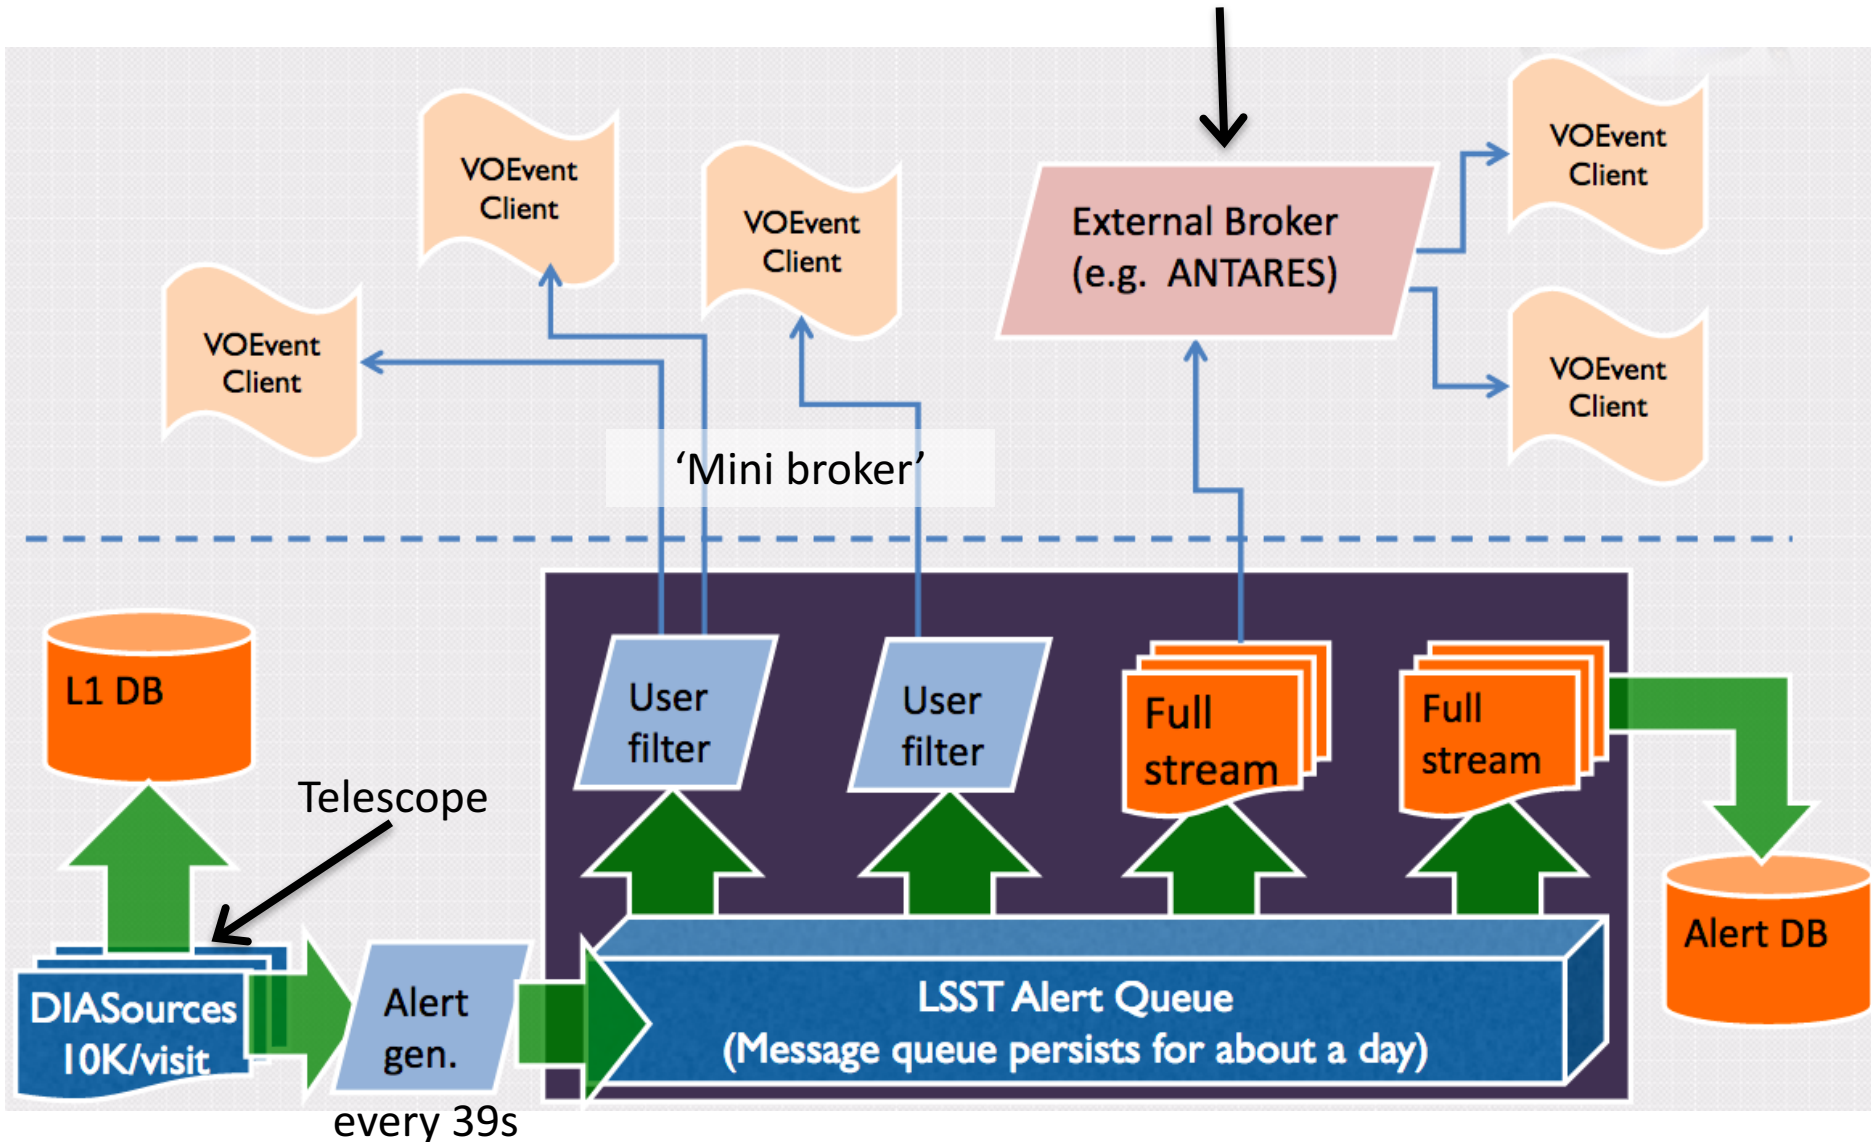 VOEvent
Client
VOEvent
Client
VOEvent
Client
VOEvent
Client
External Broker
(e.g. ANTARES)
VOEvent
Client
‘Mini broker’
L1 DB
User
filter
User
filter
Full
stream
Full
stream
Telescope
Alert DB
DIASources
10K/visit
Alert
gen.
LSST Alert Queue
(Message queue persists for about a day)
every 39s